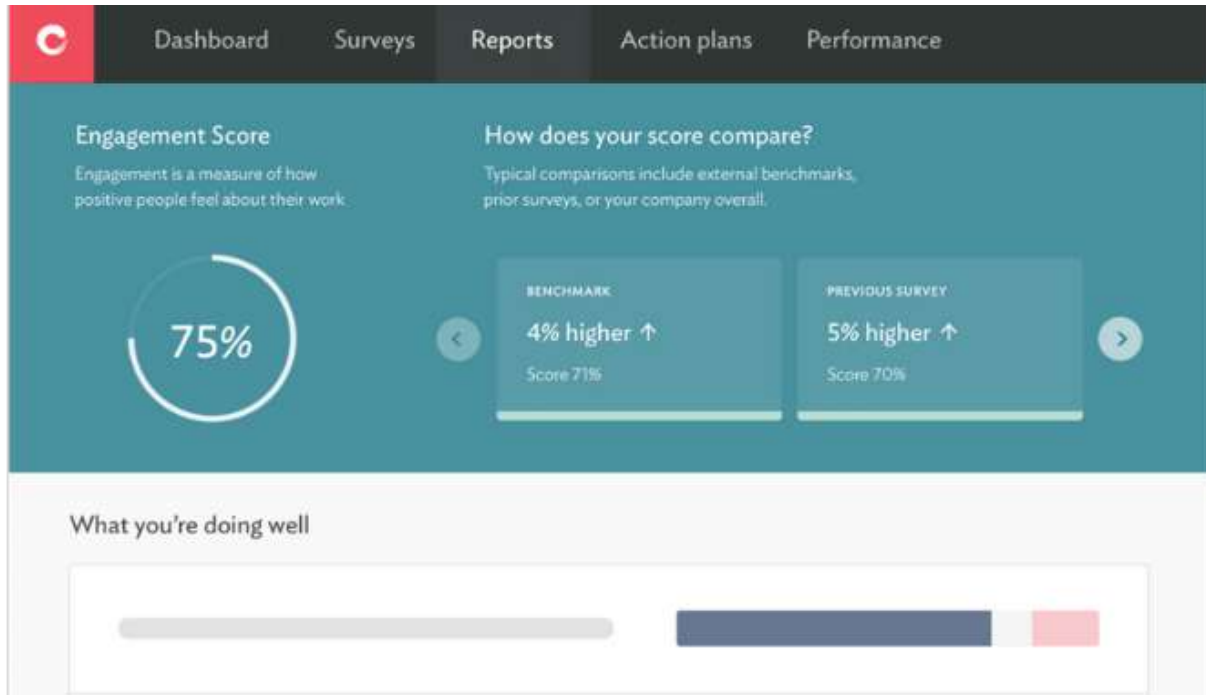 Dashboard Surveys Reports Action plans Performance
Engagement Score
Engagement is a measure of how
positive people feel about their work
75%
How does your score compare?
Typical comparisons include external benchmarks,
prior surveys, or your company overall.
BENCHMARK
4% higher ↑
Score 71%
PREVIOUS SURVEY
5% higher ↑
Score 70%
What you're doing well